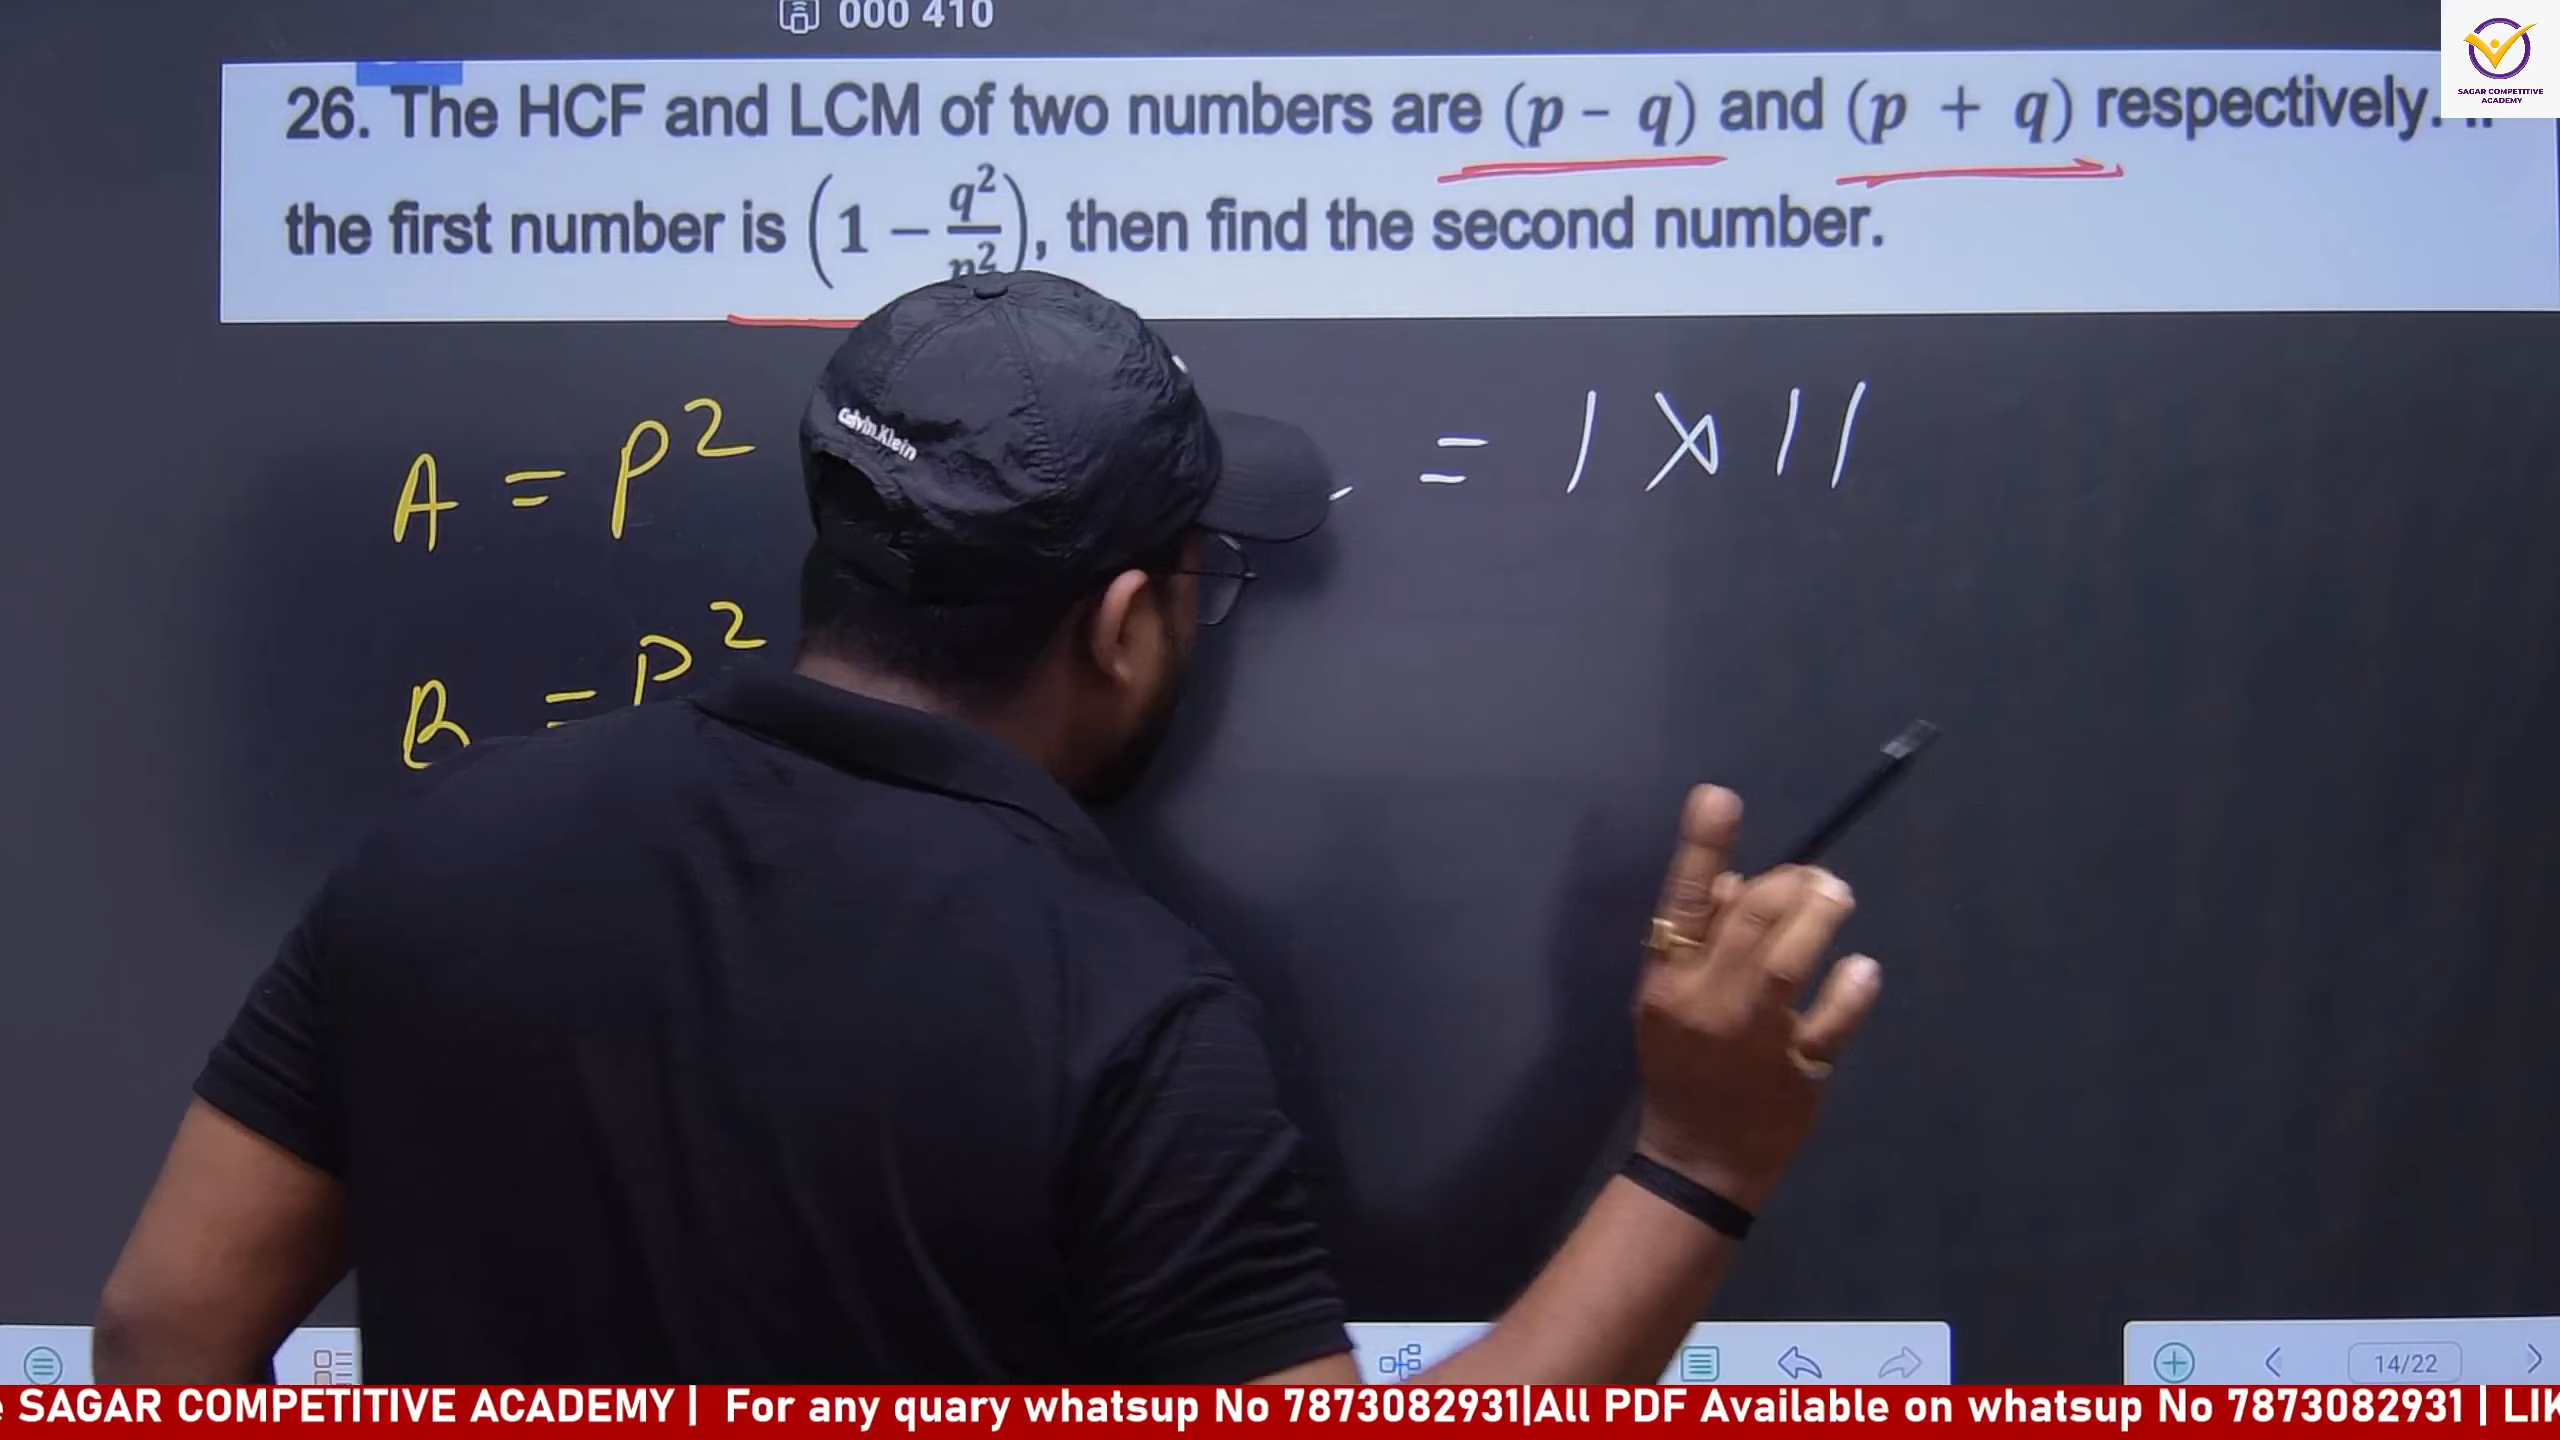 000 410
SAGAR COMPETITIVE
ACADEMY
26. The HCF and LCM of two numbers are (p - q) and (p + q) respectively.
the first number is (1 - q²/p²), then find the second number.
A = P²
= 1 × 11
B = P²
Calvin Klein
14/22
SAGAR COMPETITIVE ACADEMY | For any quary whatsup No 7873082931|All PDF Available on whatsup No 7873082931 |